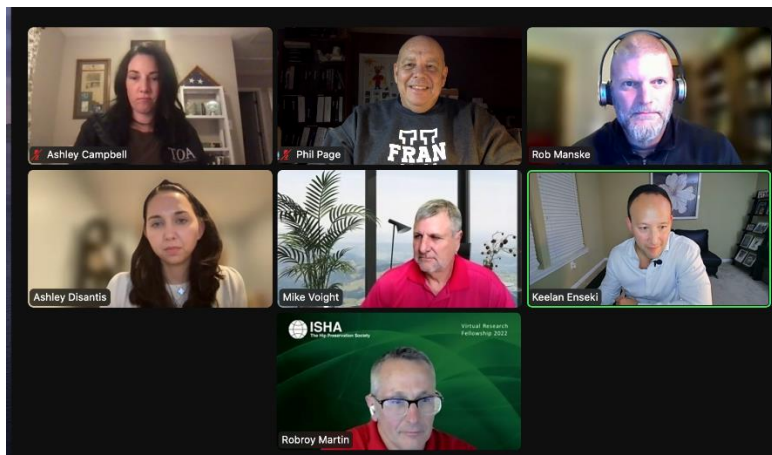 TOA
Ashley Campbell
FRAN
Phil Page
Rob Manske
Ashley Disantis
Mike Voight
Keelan Enseki
ISHA
The Hip Preservation Society
Virtual Research
Fellowship 2022
Robroy Martin